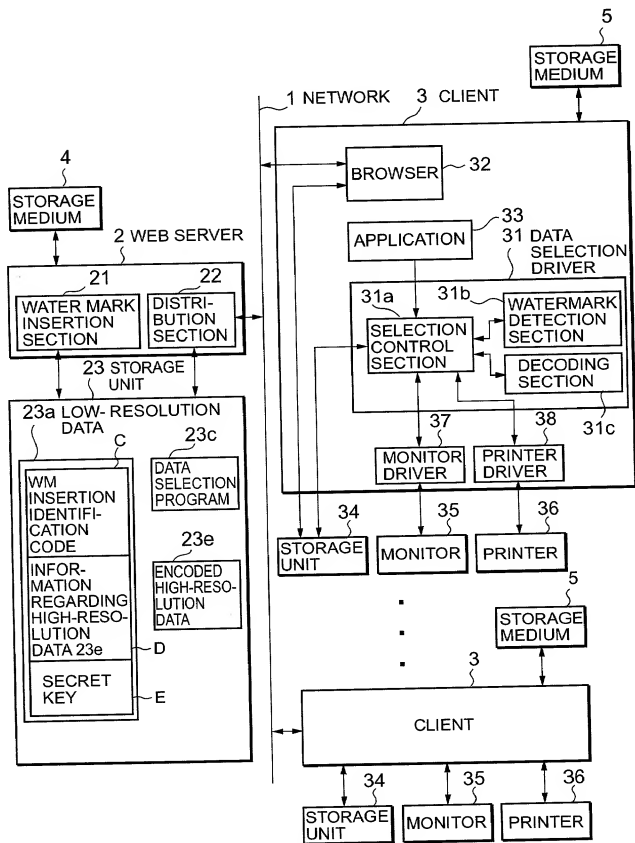 5
STORAGE
MEDIUM
1 NETWORK
3 CLIENT
BROWSER
32
4
STORAGE
MEDIUM
33
APPLICATION
2 WEB SERVER
31 DATA
SELECTION
DRIVER
21
22
WATER MARK
INSERTION
SECTION
DISTRI-
BUTION
SECTION
31a
31b
SELECTION
CONTROL
SECTION
WATERMARK
DETECTION
SECTION
DECODING
SECTION
31c
23 STORAGE
UNIT
23a LOW- RESOLUTION
DATA
C
23c
WM
INSERTION
IDENTIFI-
CATION
CODE
DATA
SELECTION
PROGRAM
37
38
MONITOR
DRIVER
PRINTER
DRIVER
34
35
36
STORAGE
UNIT
MONITOR
PRINTER
23e
INFOR-
MATION
REGARDING
HIGH-RESO-
LUTION
DATA 23e
ENCODED
HIGH-RESO-
LUTION
DATA
D
SECRET
KEY
E
5
STORAGE
MEDIUM
3
CLIENT
34
35
36
STORAGE
UNIT
MONITOR
PRINTER